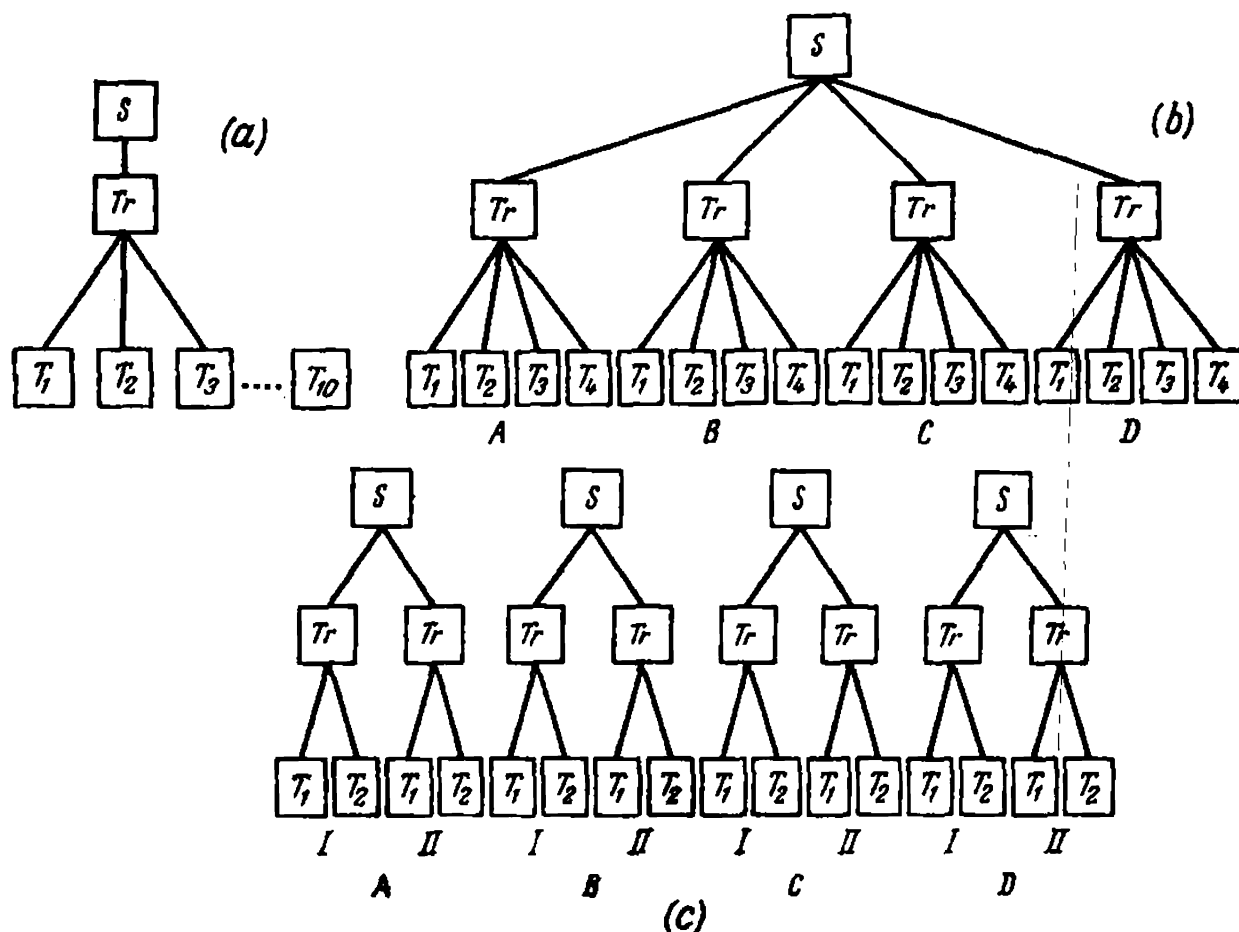 S
(a)
Tr
T1 T2 T3 .... T10
S
(b)
Tr Tr Tr Tr
T1 T2 T3 T4 T1 T2 T3 T4 T1 T2 T3 T4 T1 T2 T3 T4
A B C D
S S S S
Tr Tr Tr Tr Tr Tr Tr Tr
T1 T2 T1 T2 T1 T2 T1 T2 T1 T2 T1 T2 T1 T2 T1 T2
I II I II I II I II
A B C D
(c)